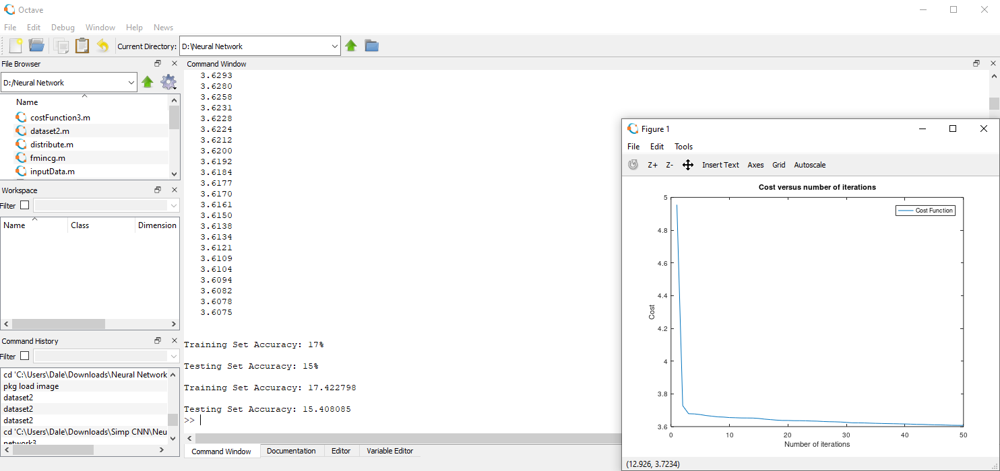 Octave
File Edit Debug Window Help News
Current Directory: D:\Neural Network
File Browser
D:/Neural Network
Name
costFunction3.m
dataset2.m
distribute.m
fmincg.m
inputData.m
Workspace
Filter
Name Class Dimension
Command History
Filter
cd 'C:\Users\Dale\Downloads\Neural Network
pkg load image
dataset2
dataset2
dataset2
cd 'C:\Users\Dale\Downloads\Simp CNN\Neu
network3
Command Window
3.6293
3.6280
3.6258
3.6231
3.6228
3.6224
3.6212
3.6200
3.6192
3.6184
3.6177
3.6170
3.6161
3.6150
3.6138
3.6134
3.6121
3.6109
3.6104
3.6094
3.6082
3.6078
3.6075
Training Set Accuracy: 17%
Testing Set Accuracy: 15%
Training Set Accuracy: 17.422798
Testing Set Accuracy: 15.408085
>>
Command Window Documentation Editor Variable Editor
Figure 1
File Edit Tools
Z+ Z- Insert Text Axes Grid Autoscale
Cost versus number of iterations
Cost Function
5
4.8
4.6
4.4
4.2
4
3.8
3.6
Cost
0 10 20 30 40 50
Number of iterations
(12.926, 3.7234)